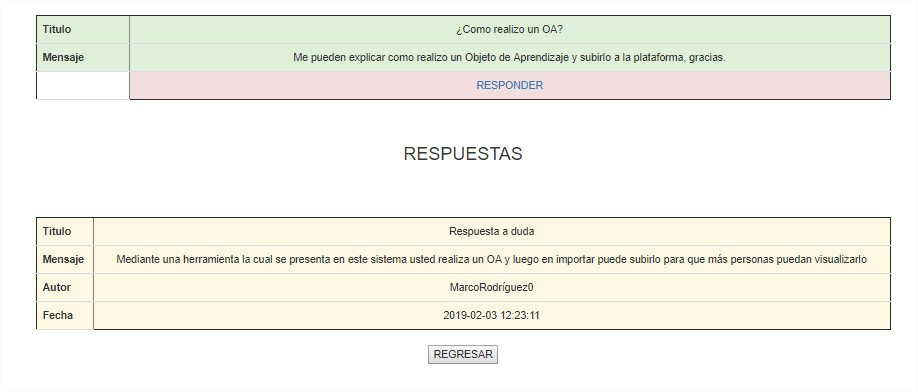 Titulo ¿Como realizo un OA?
Mensaje Me pueden explicar como realizo un Objeto de Aprendizaje y subirlo a la plataforma, gracias.
RESPONDER
RESPUESTAS
Titulo Respuesta a duda
Mensaje Mediante una herramienta la cual se presenta en este sistema usted realiza un OA y luego en importar puede subirlo para que más personas puedan visualizarlo
Autor MarcoRodríguez0
Fecha 2019-02-03 12:23:11
REGRESAR